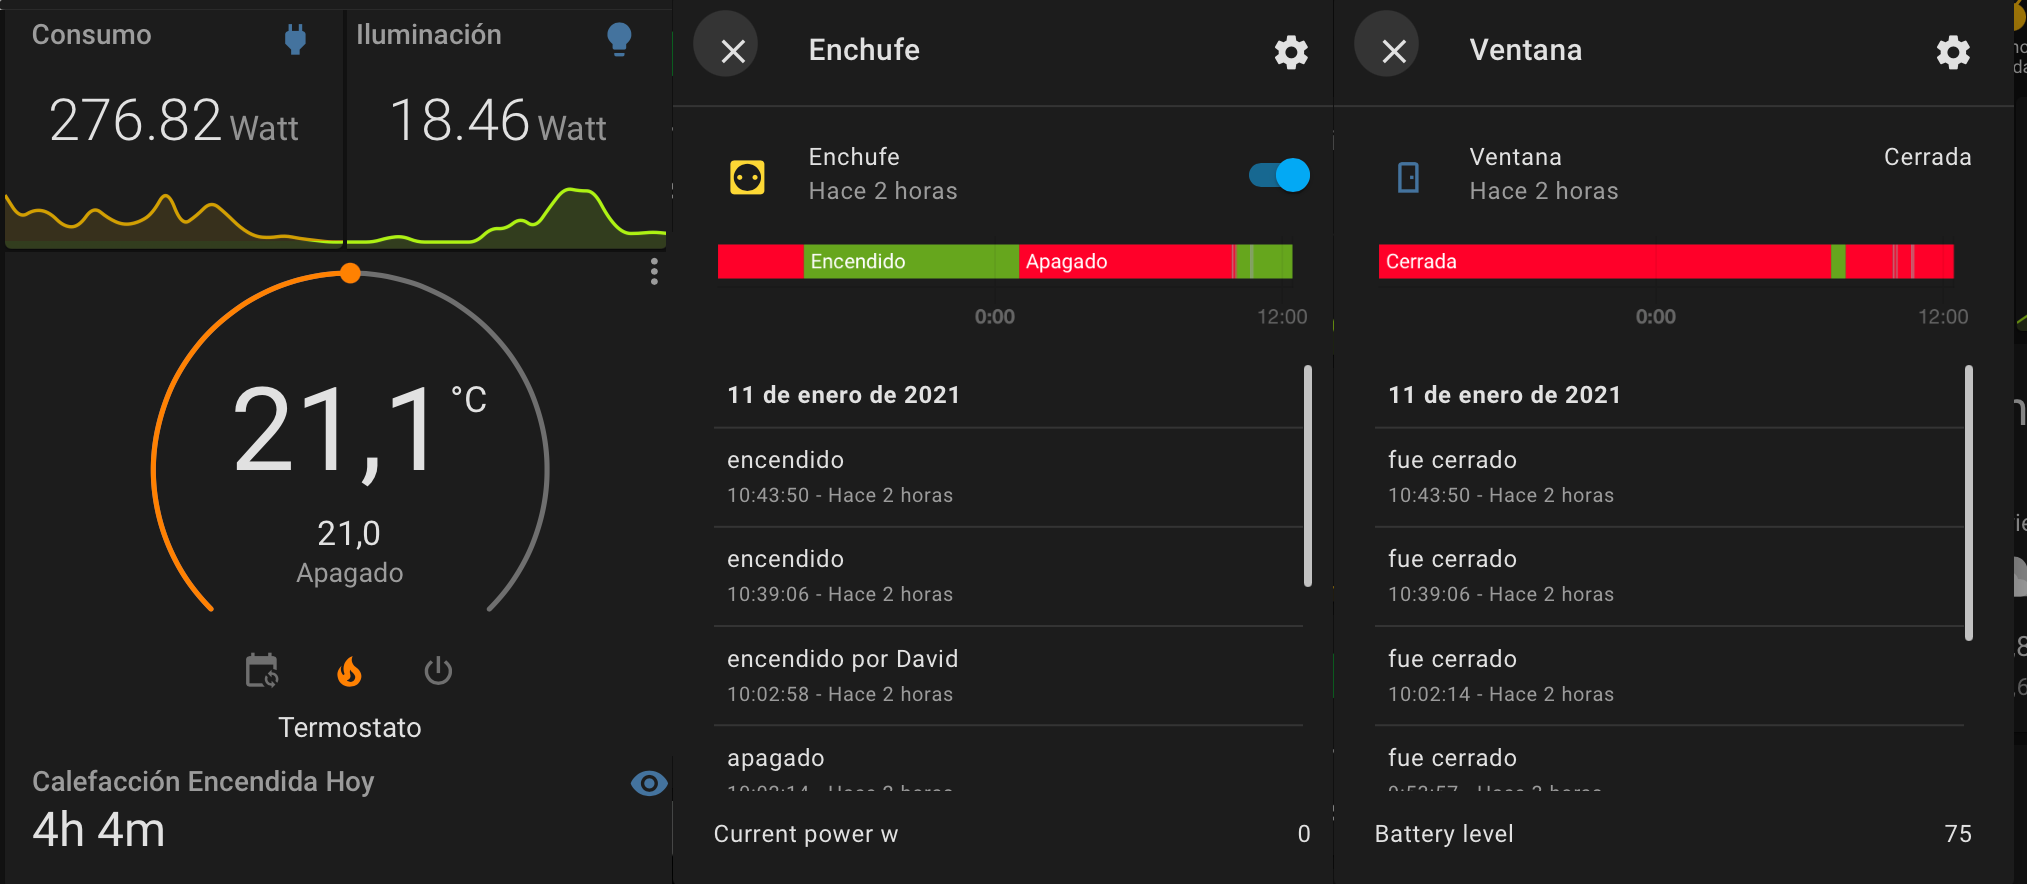 Consumo
276.82 Watt
Iluminación
18.46 Watt
21,1 °C
21,0
Apagado
Termostato
Calefacción Encendida Hoy
4h 4m
Enchufe
Enchufe
Hace 2 horas
Encendido
Apagado
0:00
12:00
11 de enero de 2021
encendido
10:43:50 - Hace 2 horas
encendido
10:39:06 - Hace 2 horas
encendido por David
10:02:58 - Hace 2 horas
apagado
Current power w
0
Ventana
Ventana
Hace 2 horas
Cerrada
Cerrada
0:00
12:00
11 de enero de 2021
fue cerrado
10:43:50 - Hace 2 horas
fue cerrado
10:39:06 - Hace 2 horas
fue cerrado
10:02:14 - Hace 2 horas
fue cerrado
Battery level
75